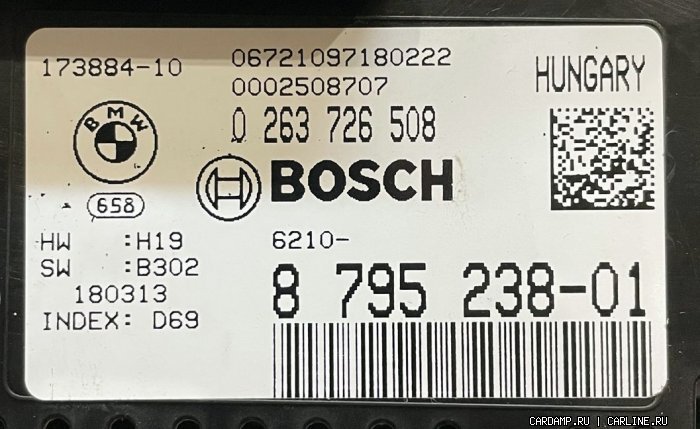 173884-10
06721097180222
0002508707
HUNGARY
0 263 726 508
BMW
BOSCH
658
HW :H19
SW :B302
180313
INDEX: D69
6210-
8 795 238-01
CARDAMP.RU | CARLINE.RU